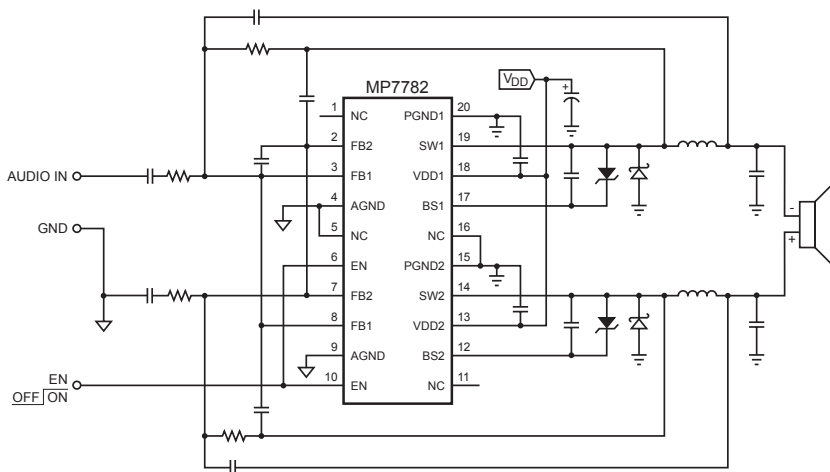 VDD
MP7782
1 NC PGND1 20
2 FB2 SW1 19
AUDIO IN 3 FB1 VDD1 18
4 AGND BS1 17
GND 5 NC NC 16
6 EN PGND2 15
7 FB2 SW2 14
8 FB1 VDD2 13
9 AGND BS2 12
EN 10 EN NC 11
OFF ON
+
-
+